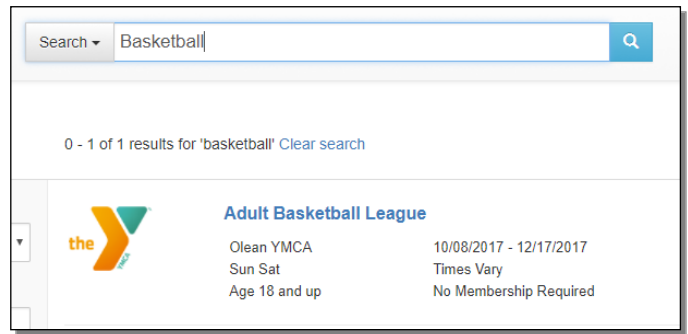 Search Basketball
0 - 1 of 1 results for 'basketball' Clear search
the Y YMCA
Adult Basketball League
Olean YMCA 10/08/2017 - 12/17/2017
Sun Sat Times Vary
Age 18 and up No Membership Required